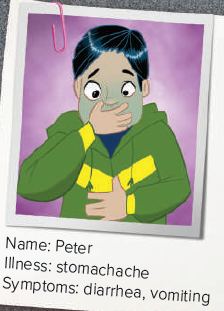 Name: Peter
Illness: stomachache
Symptoms: diarrhea, vomiting